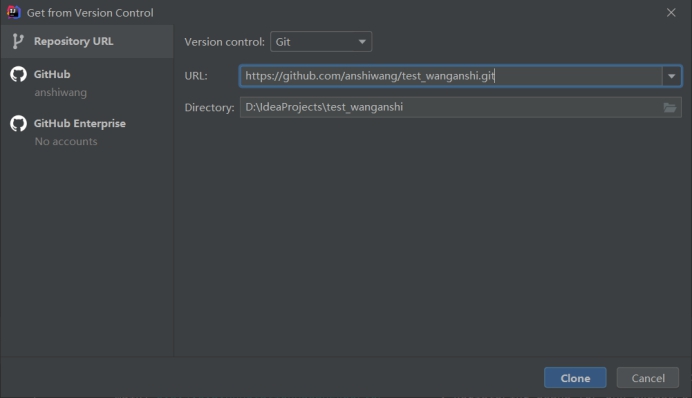 Get from Version Control
Repository URL
GitHub
anshiwang
GitHub Enterprise
No accounts
Version control: Git
URL: https://github.com/anshiwang/test_wanganshi.git
Directory: D:\IdeaProjects\test_wanganshi
Clone Cancel